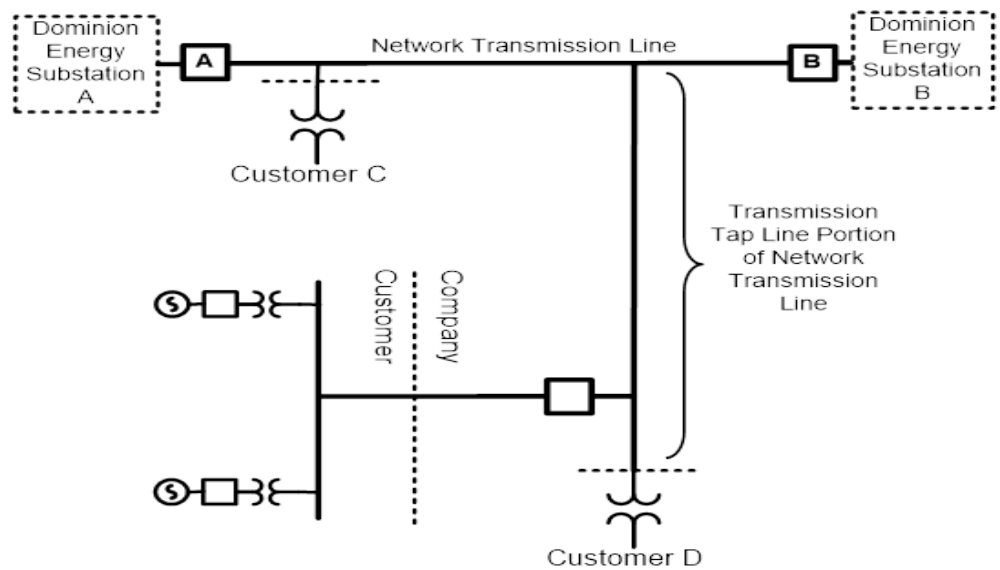 Dominion
Energy
Substation
A
A
Network Transmission Line
B
Dominion
Energy
Substation
B
Customer C
Transmission
Tap Line Portion
of Network
Transmission
Line
Customer
Company
S
S
Customer D